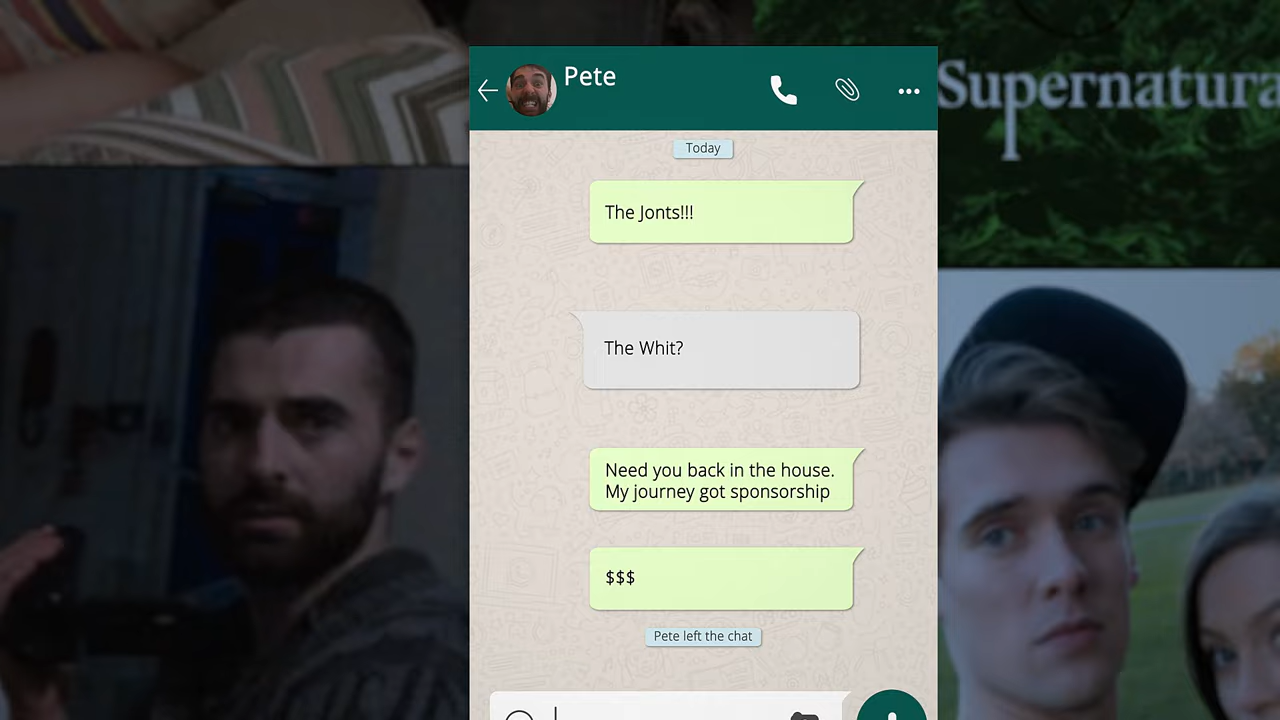 Pete
Supernatura
Today
The Jonts!!!
The Whit?
Need you back in the house.
My journey got sponsorship
$$$
Pete left the chat